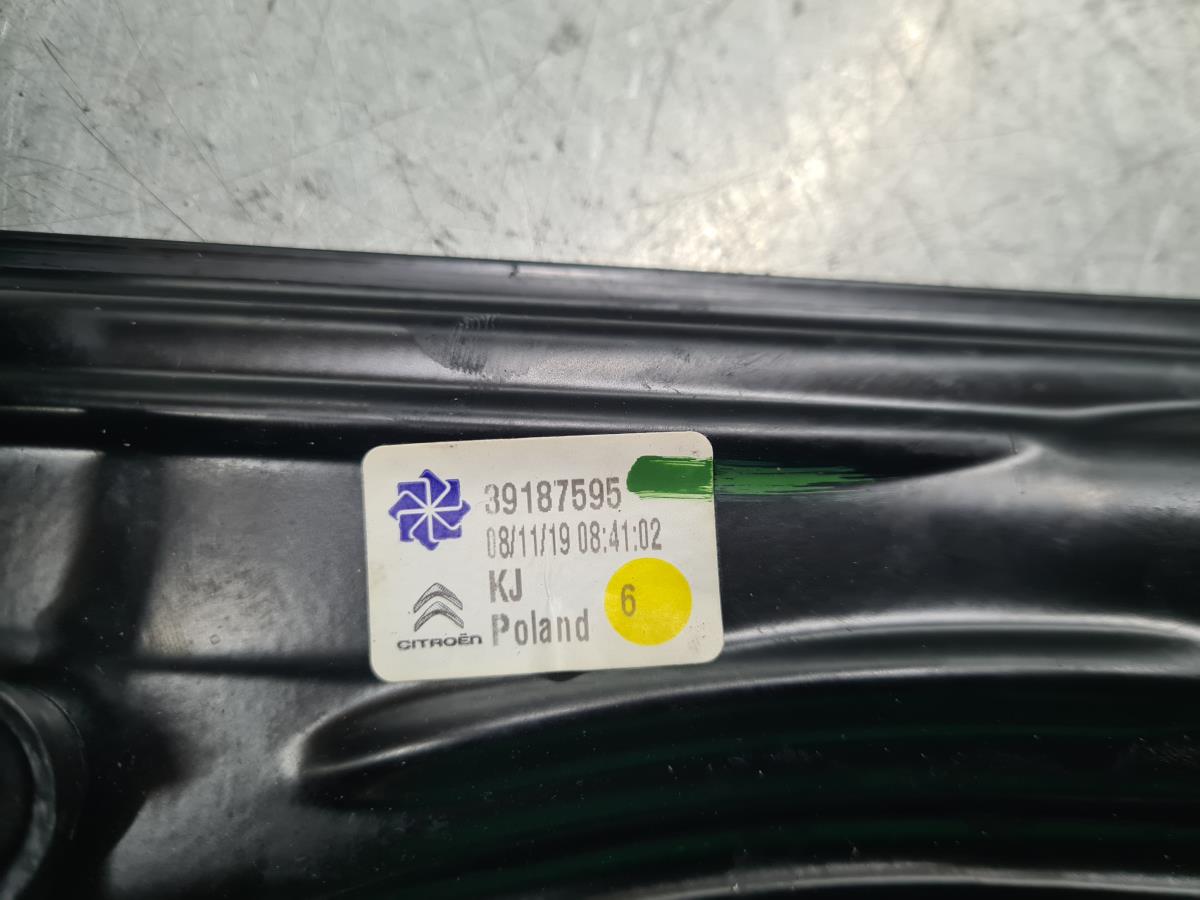 39187595
08/11/19 08:41:02
KJ
Poland
6
CITROËN